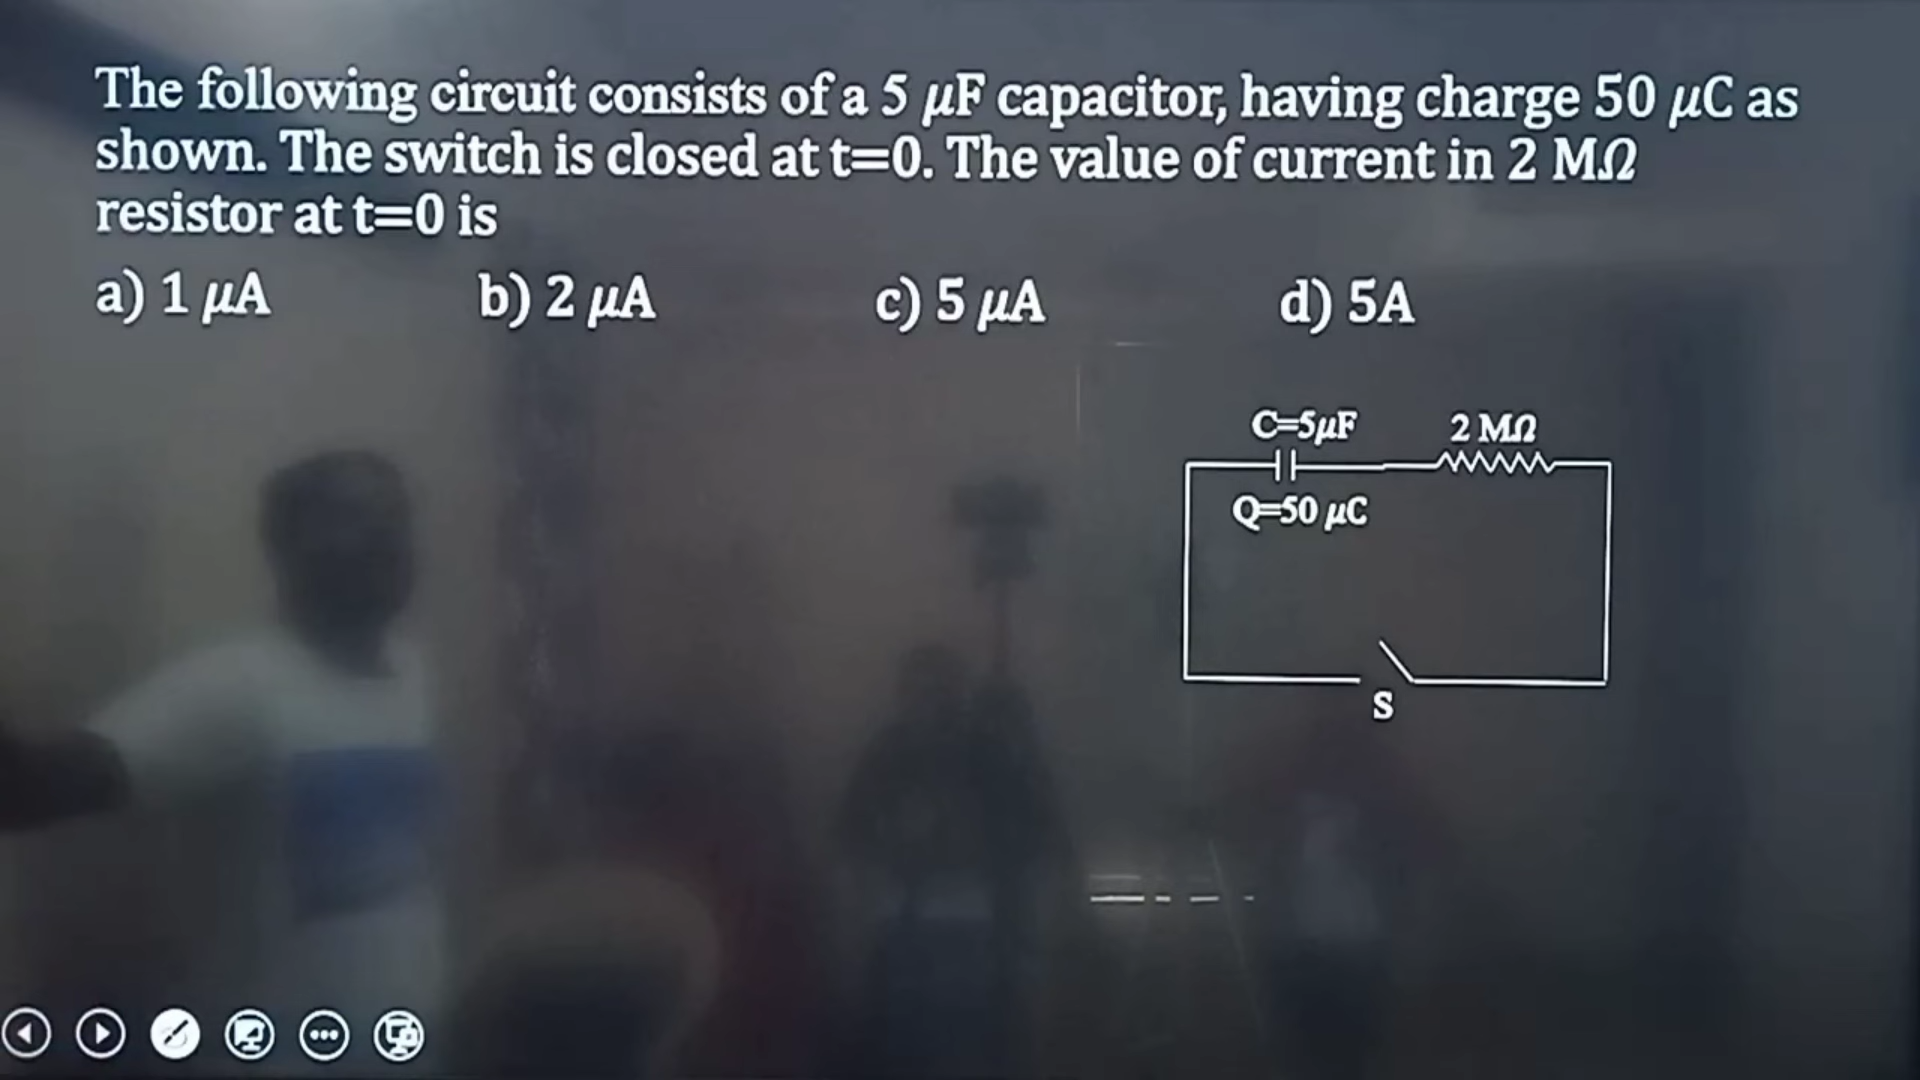 The following circuit consists of a 5 μF capacitor, having charge 50 μC as
shown. The switch is closed at t=0. The value of current in 2 MΩ
resistor at t=0 is
a) 1 μA b) 2 μA c) 5 μA d) 5A
C=5μF 2 MΩ
Q=50 μC
S